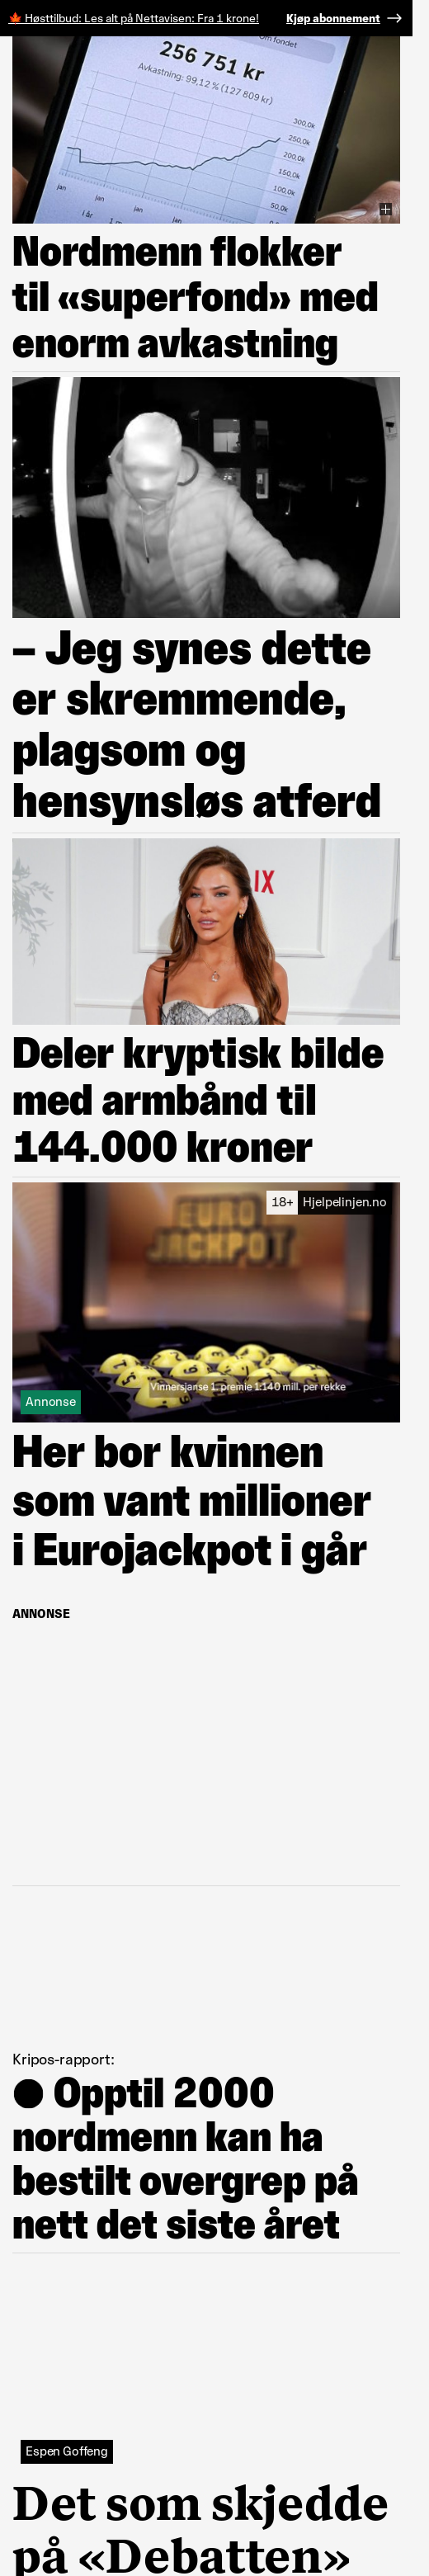 🍁 Høsttilbud: Les alt på Nettavisen: Fra 1 krone! Kjøp abonnement →
Om fondet
256 751 kr
Avkastning: 99,12 % (127 809 kr)
300,0k
250,0k
200,0k
150,0k
100,0k
50,0k
jan
jan
jan
jan
I år
Nordmenn flokker
til «superfond» med
enorm avkastning
– Jeg synes dette
er skremmende,
plagsom og
hensynsløs atferd
IX
Deler kryptisk bilde
med armbånd til
144.000 kroner
18+ Hjelpelinjen.no
EURO
JACKPOT
Vinnersjanse 1. premie 1:140 mill. per rekke
Annonse
Her bor kvinnen
som vant millioner
i Eurojackpot i går
ANNONSE
Kripos-rapport:
● Opptil 2000
nordmenn kan ha
bestilt overgrep på
nett det siste året
Espen Goffeng
Det som skjedde
på «Debatten»